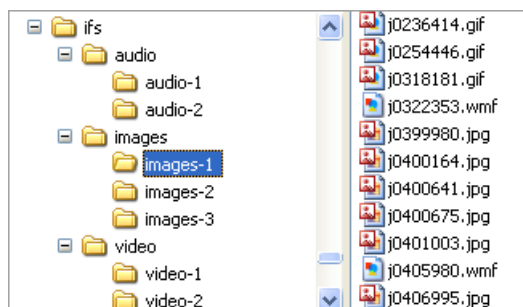 ifs
audio
audio-1
audio-2
images
images-1
images-2
images-3
video
video-1
video-2
j0236414.gif
j0254446.gif
j0318181.gif
j0322353.wmf
j0399980.jpg
j0400164.jpg
j0400641.jpg
j0400675.jpg
j0401003.jpg
j0405980.wmf
j0406995.jpg